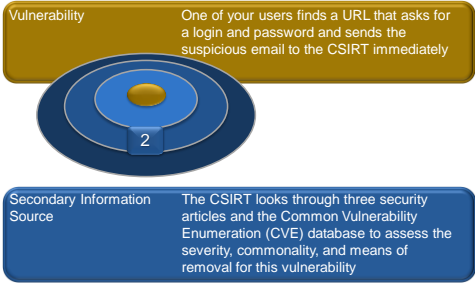 Vulnerability
One of your users finds a URL that asks for
a login and password and sends the
suspicious email to the CSIRT immediately
2
Secondary Information
Source
The CSIRT looks through three security
articles and the Common Vulnerability
Enumeration (CVE) database to assess the
severity, commonality, and means of
removal for this vulnerability